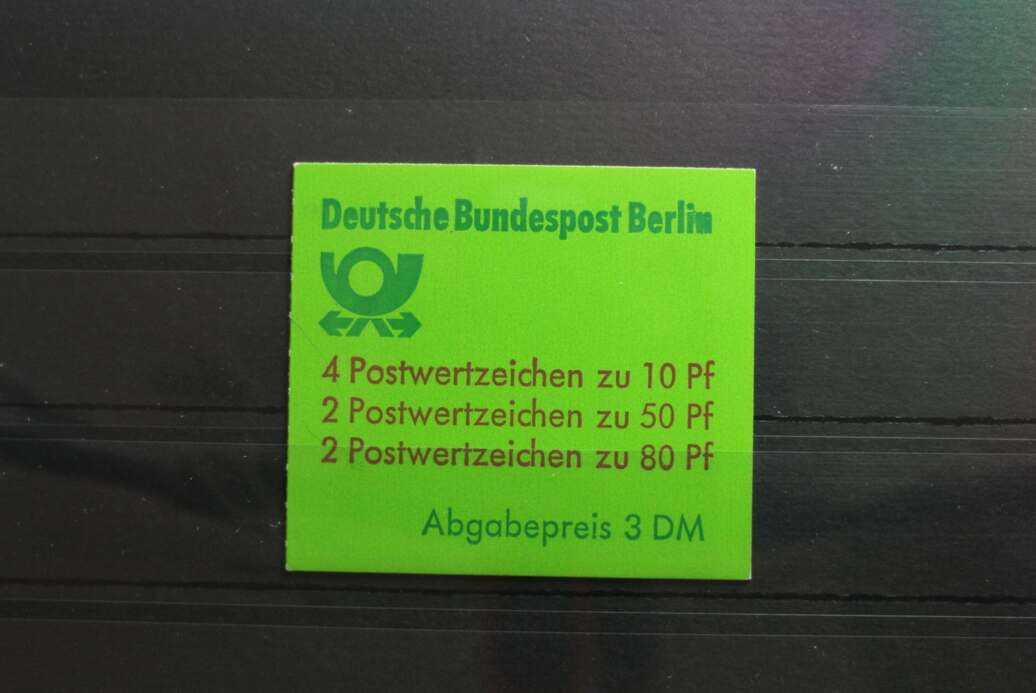 Deutsche Bundespost Berlin
4 Postwertzeichen zu 10 Pf
2 Postwertzeichen zu 50 Pf
2 Postwertzeichen zu 80 Pf
Abgabepreis 3 DM